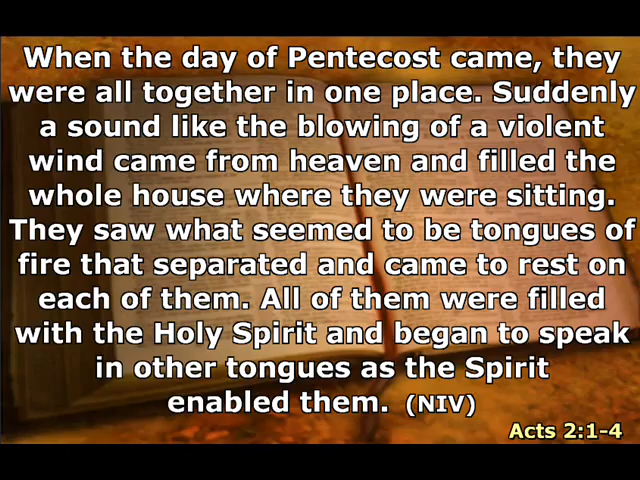 When the day of Pentecost came, they
were all together in one place. Suddenly
a sound like the blowing of a violent
wind came from heaven and filled the
whole house where they were sitting.
They saw what seemed to be tongues of
fire that separated and came to rest on
each of them. All of them were filled
with the Holy Spirit and began to speak
in other tongues as the Spirit
enabled them. (NIV)
Acts 2:1-4